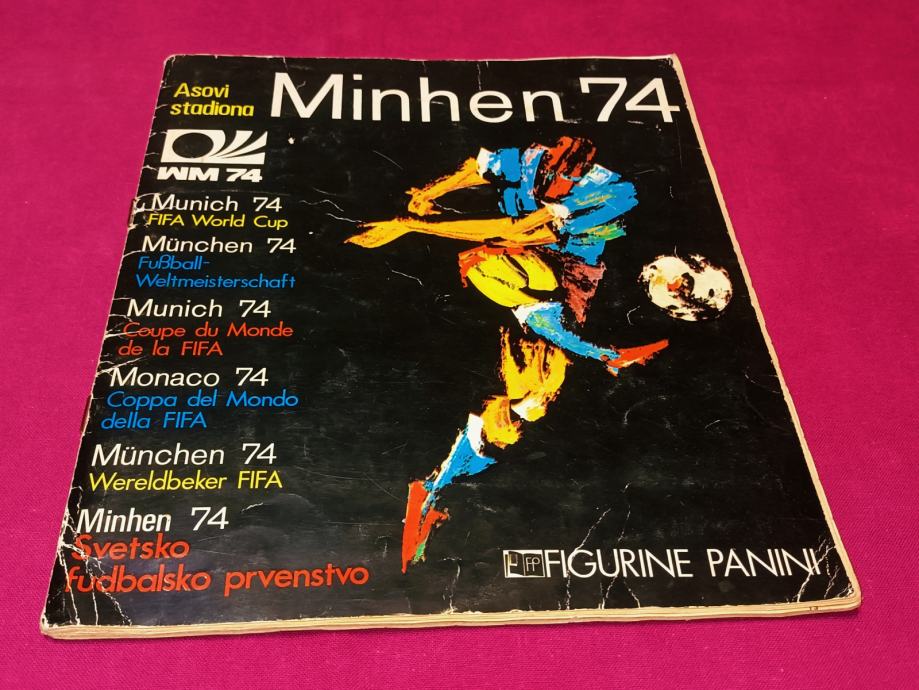 Asovi
stadiona
Minhen 74
WM 74
Munich 74
FIFA World Cup
München 74
Fußball-
Weltmeisterschaft
Munich 74
Coupe du Monde
de la FIFA
Monaco 74
Coppa del Mondo
della FIFA
München 74
Wereldbeker FIFA
Minhen 74
Svetsko
fudbalsko prvenstvo
FIGURINE PANINI